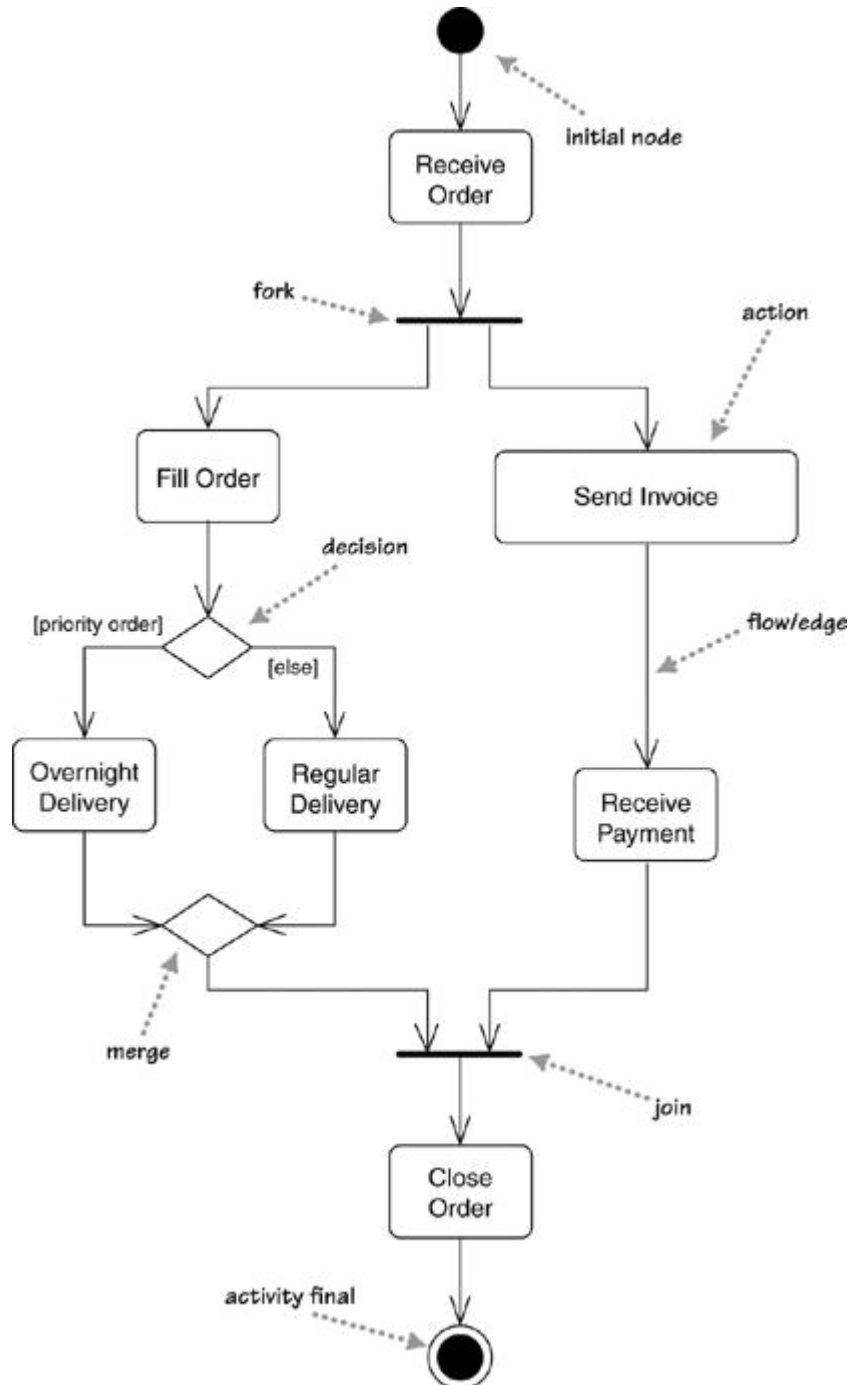 initial node
Receive
Order
fork
action
Fill Order
Send Invoice
decision
[priority order]
[else]
flow/edge
Overnight
Delivery
Regular
Delivery
Receive
Payment
merge
join
Close
Order
activity final